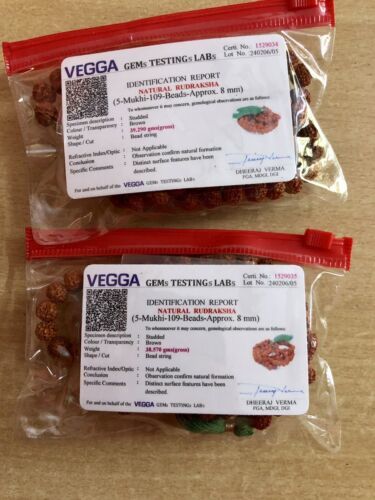 VEGGA GEMs TESTINGs LABs
Certi. No. 1529034
Lot No. 240206/05
IDENTIFICATION REPORT
NATURAL RUDRAKSHA
(5-Mukhi-109-Beads-Approx. 8 mm)
To whomsoever it may concern, gemological observations are as follows:
Specimen description : Studded
Colour / Transparency : Brown
Weight : 39.290 gms(gross)
Shape / Cut : Bead string
Refractive Index/Optic : Not Applicable
Conclusion : Observation confirm natural formation
Specific Comments : Distinct surface features have been
described.
DHEERAJ VERMA
FGA, MDGI, DGI
For and on behalf of the VEGGA GEMs TESTINGs LABs
VEGGA GEMs TESTINGs LABs
Certi. No. 1529035
Lot No. 240206/05
IDENTIFICATION REPORT
NATURAL RUDRAKSHA
(5-Mukhi-109-Beads-Approx. 8 mm)
To whomsoever it may concern, gemological observations are as follows:
Specimen description : Studded
Colour / Transparency : Brown
Weight : 38.570 gms(gross)
Shape / Cut : Bead string
Refractive Index/Optic : Not Applicable
Conclusion : Observation confirm natural formation
Specific Comments : Distinct surface features have been
described.
DHEERAJ VERMA
FGA, MDGI, DGI
For and on behalf of the VEGGA GEMs TESTINGs LABs